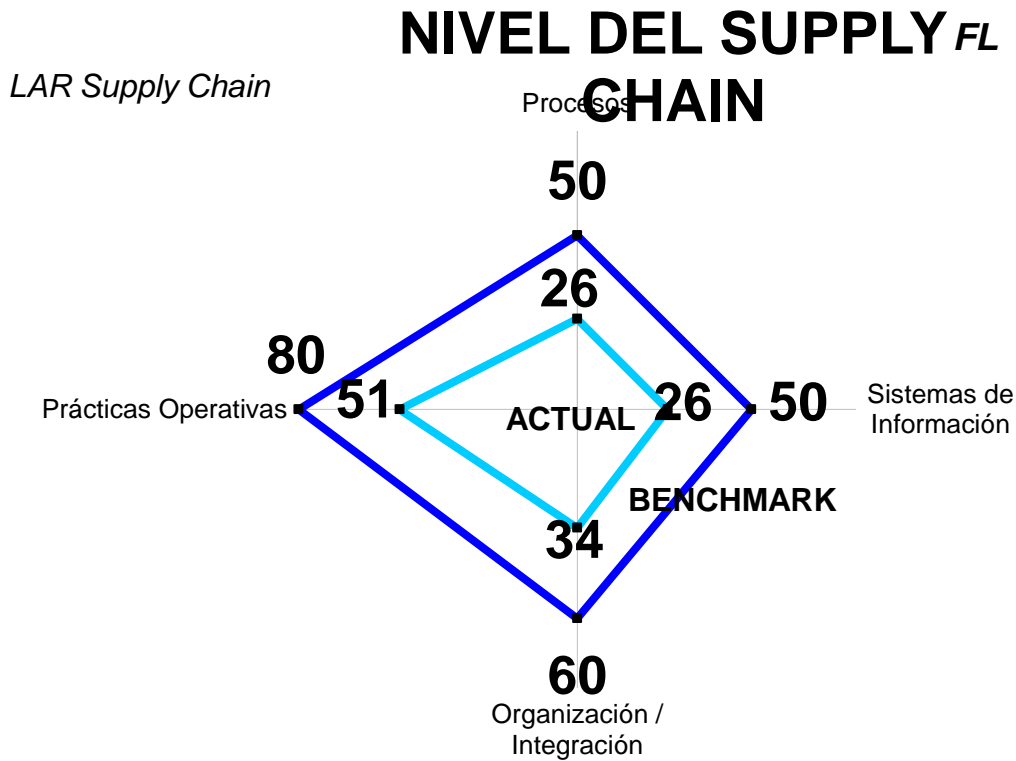 NIVEL DEL SUPPLY
CHAIN
FL
LAR Supply Chain
Procesos
50
26
80
51
Prácticas Operativas
ACTUAL
26
50
Sistemas de
Información
BENCHMARK
34
60
Organización /
Integración